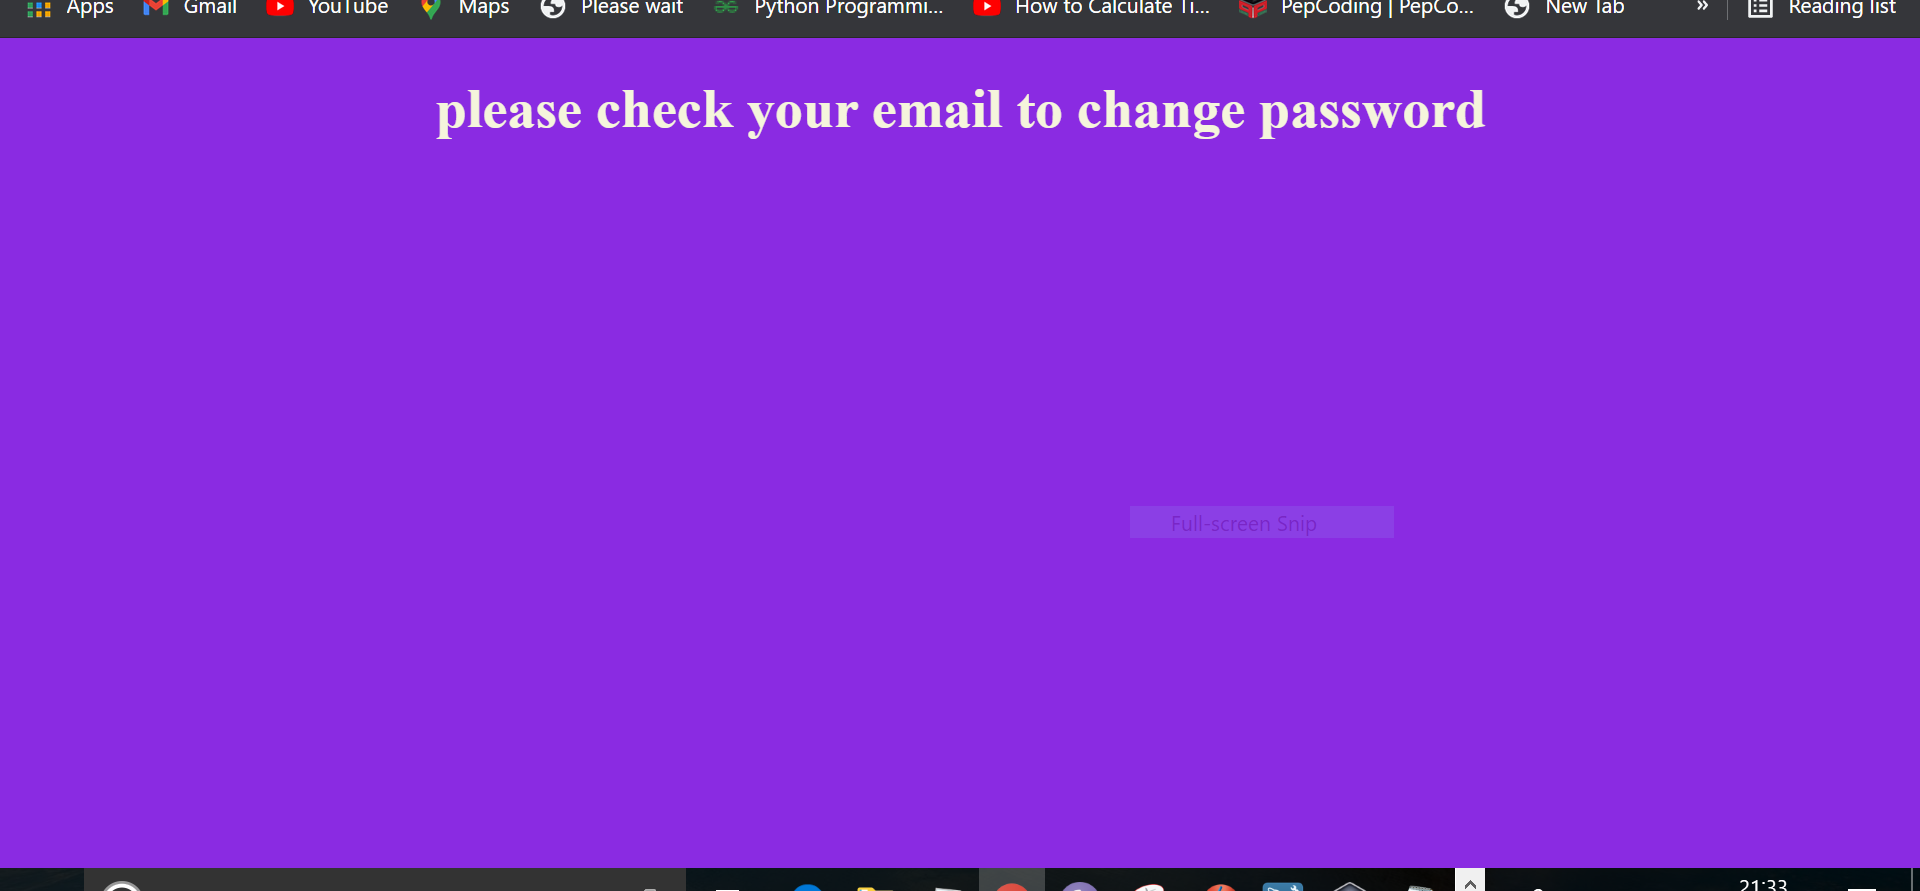 Apps Gmail YouTube Maps Please wait Python Programmi... How to Calculate Ti... PepCoding | PepCo... New Tab » Reading list
please check your email to change password
Full-screen Snip
21:33